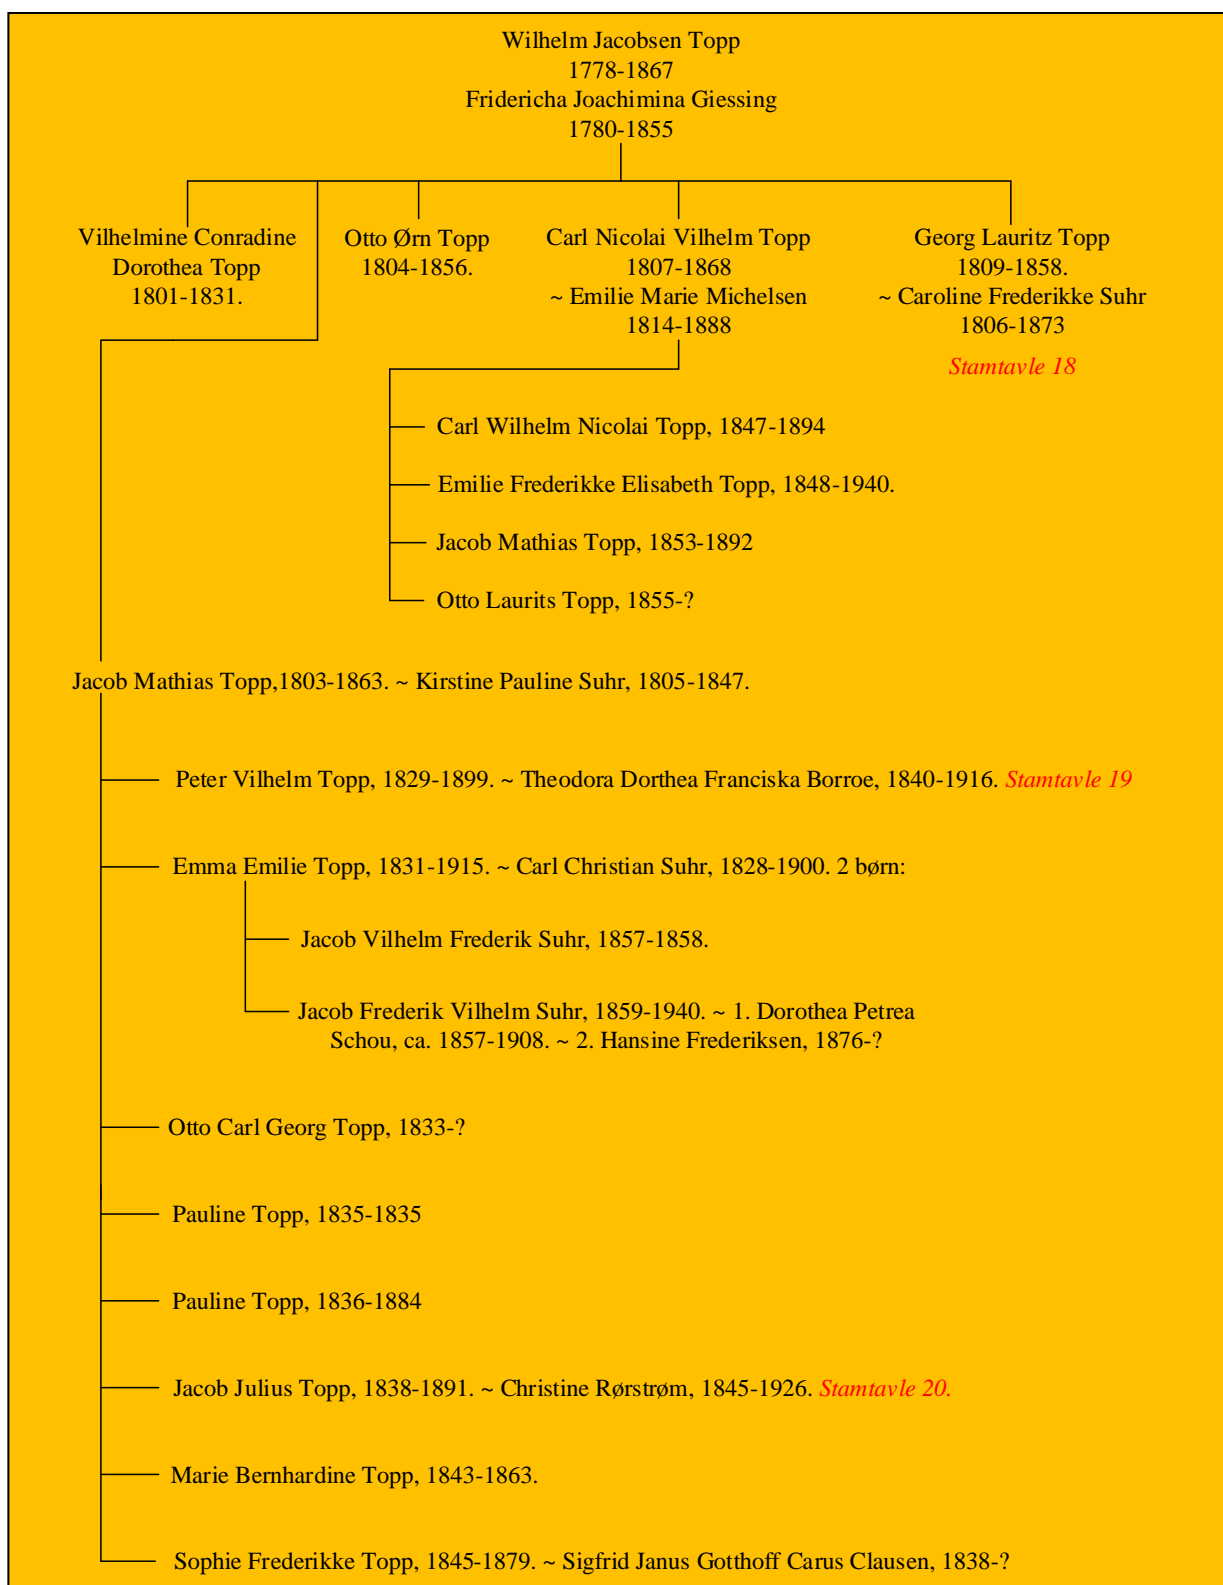 Wilhelm Jacobsen Topp
1778-1867
Fridericha Joachimina Giessing
1780-1855
Vilhelmine Conradine
Dorothea Topp
1801-1831.
Otto Ørn Topp
1804-1856.
Carl Nicolai Vilhelm Topp
1807-1868
~ Emilie Marie Michelsen
1814-1888
Georg Lauritz Topp
1809-1858.
~ Caroline Frederikke Suhr
1806-1873
Stamtavle 18
Carl Wilhelm Nicolai Topp, 1847-1894
Emilie Frederikke Elisabeth Topp, 1848-1940.
Jacob Mathias Topp, 1853-1892
Otto Laurits Topp, 1855-?
Jacob Mathias Topp,1803-1863. ~ Kirstine Pauline Suhr, 1805-1847.
Peter Vilhelm Topp, 1829-1899. ~ Theodora Dorthea Franciska Borroe, 1840-1916. Stamtavle 19
Emma Emilie Topp, 1831-1915. ~ Carl Christian Suhr, 1828-1900. 2 børn:
Jacob Vilhelm Frederik Suhr, 1857-1858.
Jacob Frederik Vilhelm Suhr, 1859-1940. ~ 1. Dorothea Petrea
Schou, ca. 1857-1908. ~ 2. Hansine Frederiksen, 1876-?
Otto Carl Georg Topp, 1833-?
Pauline Topp, 1835-1835
Pauline Topp, 1836-1884
Jacob Julius Topp, 1838-1891. ~ Christine Rørstrøm, 1845-1926. Stamtavle 20.
Marie Bernhardine Topp, 1843-1863.
Sophie Frederikke Topp, 1845-1879. ~ Sigfrid Janus Gotthoff Carus Clausen, 1838-?